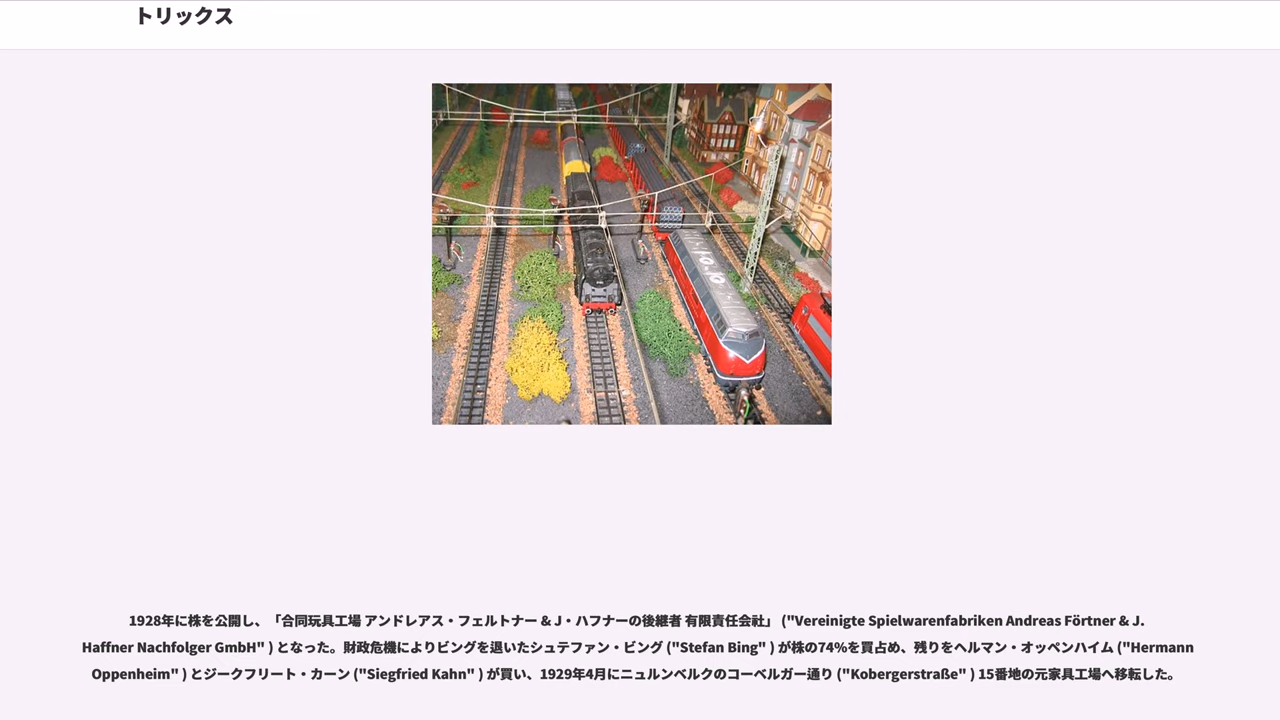 トリックス
1928年に株を公開し、「合同玩具工場 アンドレアス・フェルトナー & J・ハフナーの後継者 有限責任会社」 ("Vereinigte Spielwarenfabriken Andreas Förtner & J.
Haffner Nachfolger GmbH" ) となった。財政危機によりビングを退いたシュテファン・ビング ("Stefan Bing" ) が株の74%を買占め、残りをヘルマン・オッペンハイム ("Hermann
Oppenheim" ) とジークフリート・カーン ("Siegfried Kahn" ) が買い、1929年4月にニュルンベルクのコーベルガー通り ("Kobergerstraße" ) 15番地の元家具工場へ移転した。